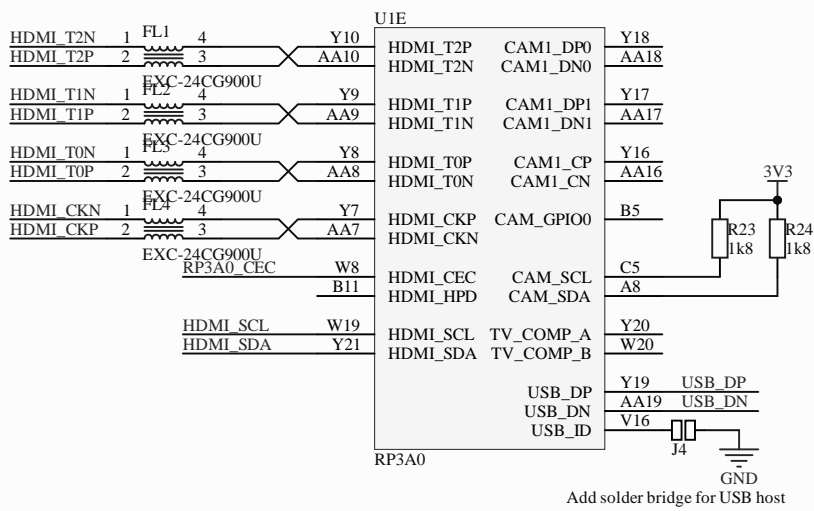 U1E
HDMI_T2N 1 FL1 4 Y10 HDMI_T2P CAM1_DP0 Y18
HDMI_T2P 2 3 AA10 HDMI_T2N CAM1_DN0 AA18
EXC-24CG900U
HDMI_T1N 1 FL2 4 Y9 HDMI_T1P CAM1_DP1 Y17
HDMI_T1P 2 3 AA9 HDMI_T1N CAM1_DN1 AA17
EXC-24CG900U
HDMI_T0N 1 FL3 4 Y8 HDMI_T0P CAM1_CP Y16
HDMI_T0P 2 3 AA8 HDMI_T0N CAM1_CN AA16
3V3
EXC-24CG900U
HDMI_CKN 1 FL4 4 Y7 HDMI_CKP CAM_GPIO0 B5
HDMI_CKP 2 3 AA7 HDMI_CKN
R23 R24
1k8 1k8
EXC-24CG900U
RP3A0_CEC W8 HDMI_CEC CAM_SCL C5
B11 HDMI_HPD CAM_SDA A8
HDMI_SCL W19 HDMI_SCL TV_COMP_A Y20
HDMI_SDA Y21 HDMI_SDA TV_COMP_B W20
USB_DP Y19 USB_DP
USB_DN AA19 USB_DN
USB_ID V16
J4
RP3A0
GND
Add solder bridge for USB host